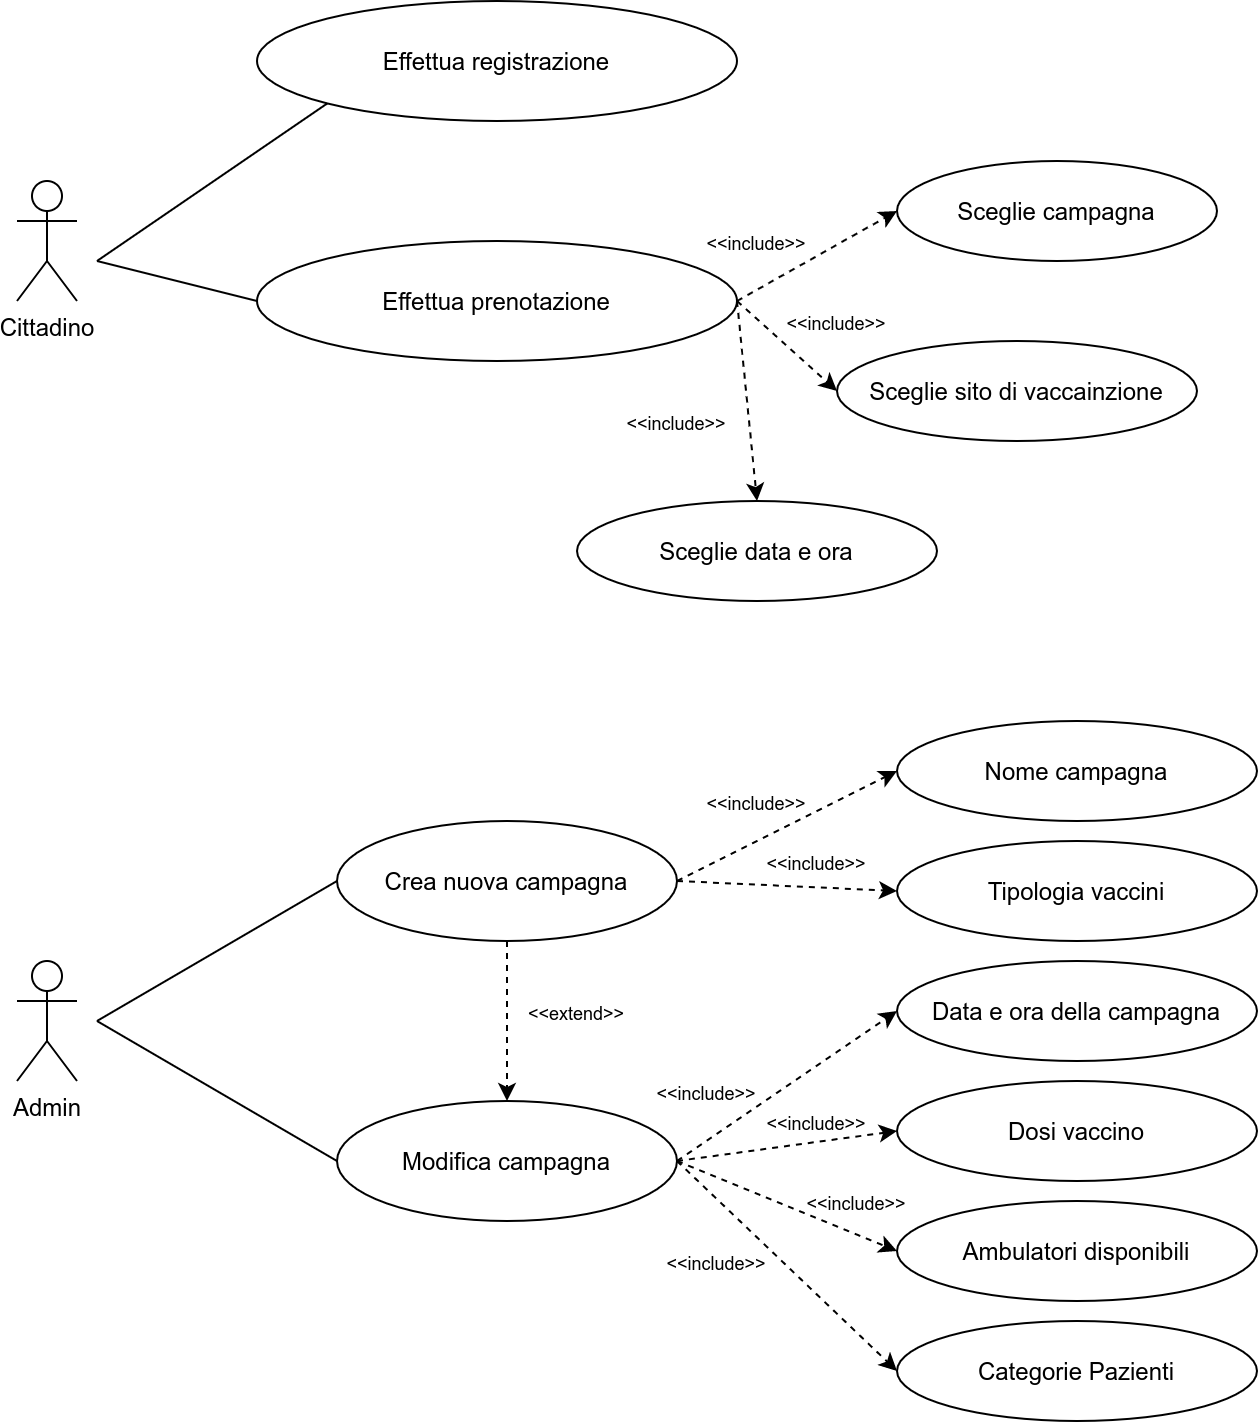 Effettua registrazione
Cittadino
Effettua prenotazione
<<include>>
Sceglie campagna
<<include>>
Sceglie sito di vaccainzione
<<include>>
Sceglie data e ora
Admin
Crea nuova campagna
<<include>>
Nome campagna
<<include>>
Tipologia vaccini
<<extend>>
Modifica campagna
<<include>>
Data e ora della campagna
<<include>>
Dosi vaccino
<<include>>
Ambulatori disponibili
<<include>>
Categorie Pazienti